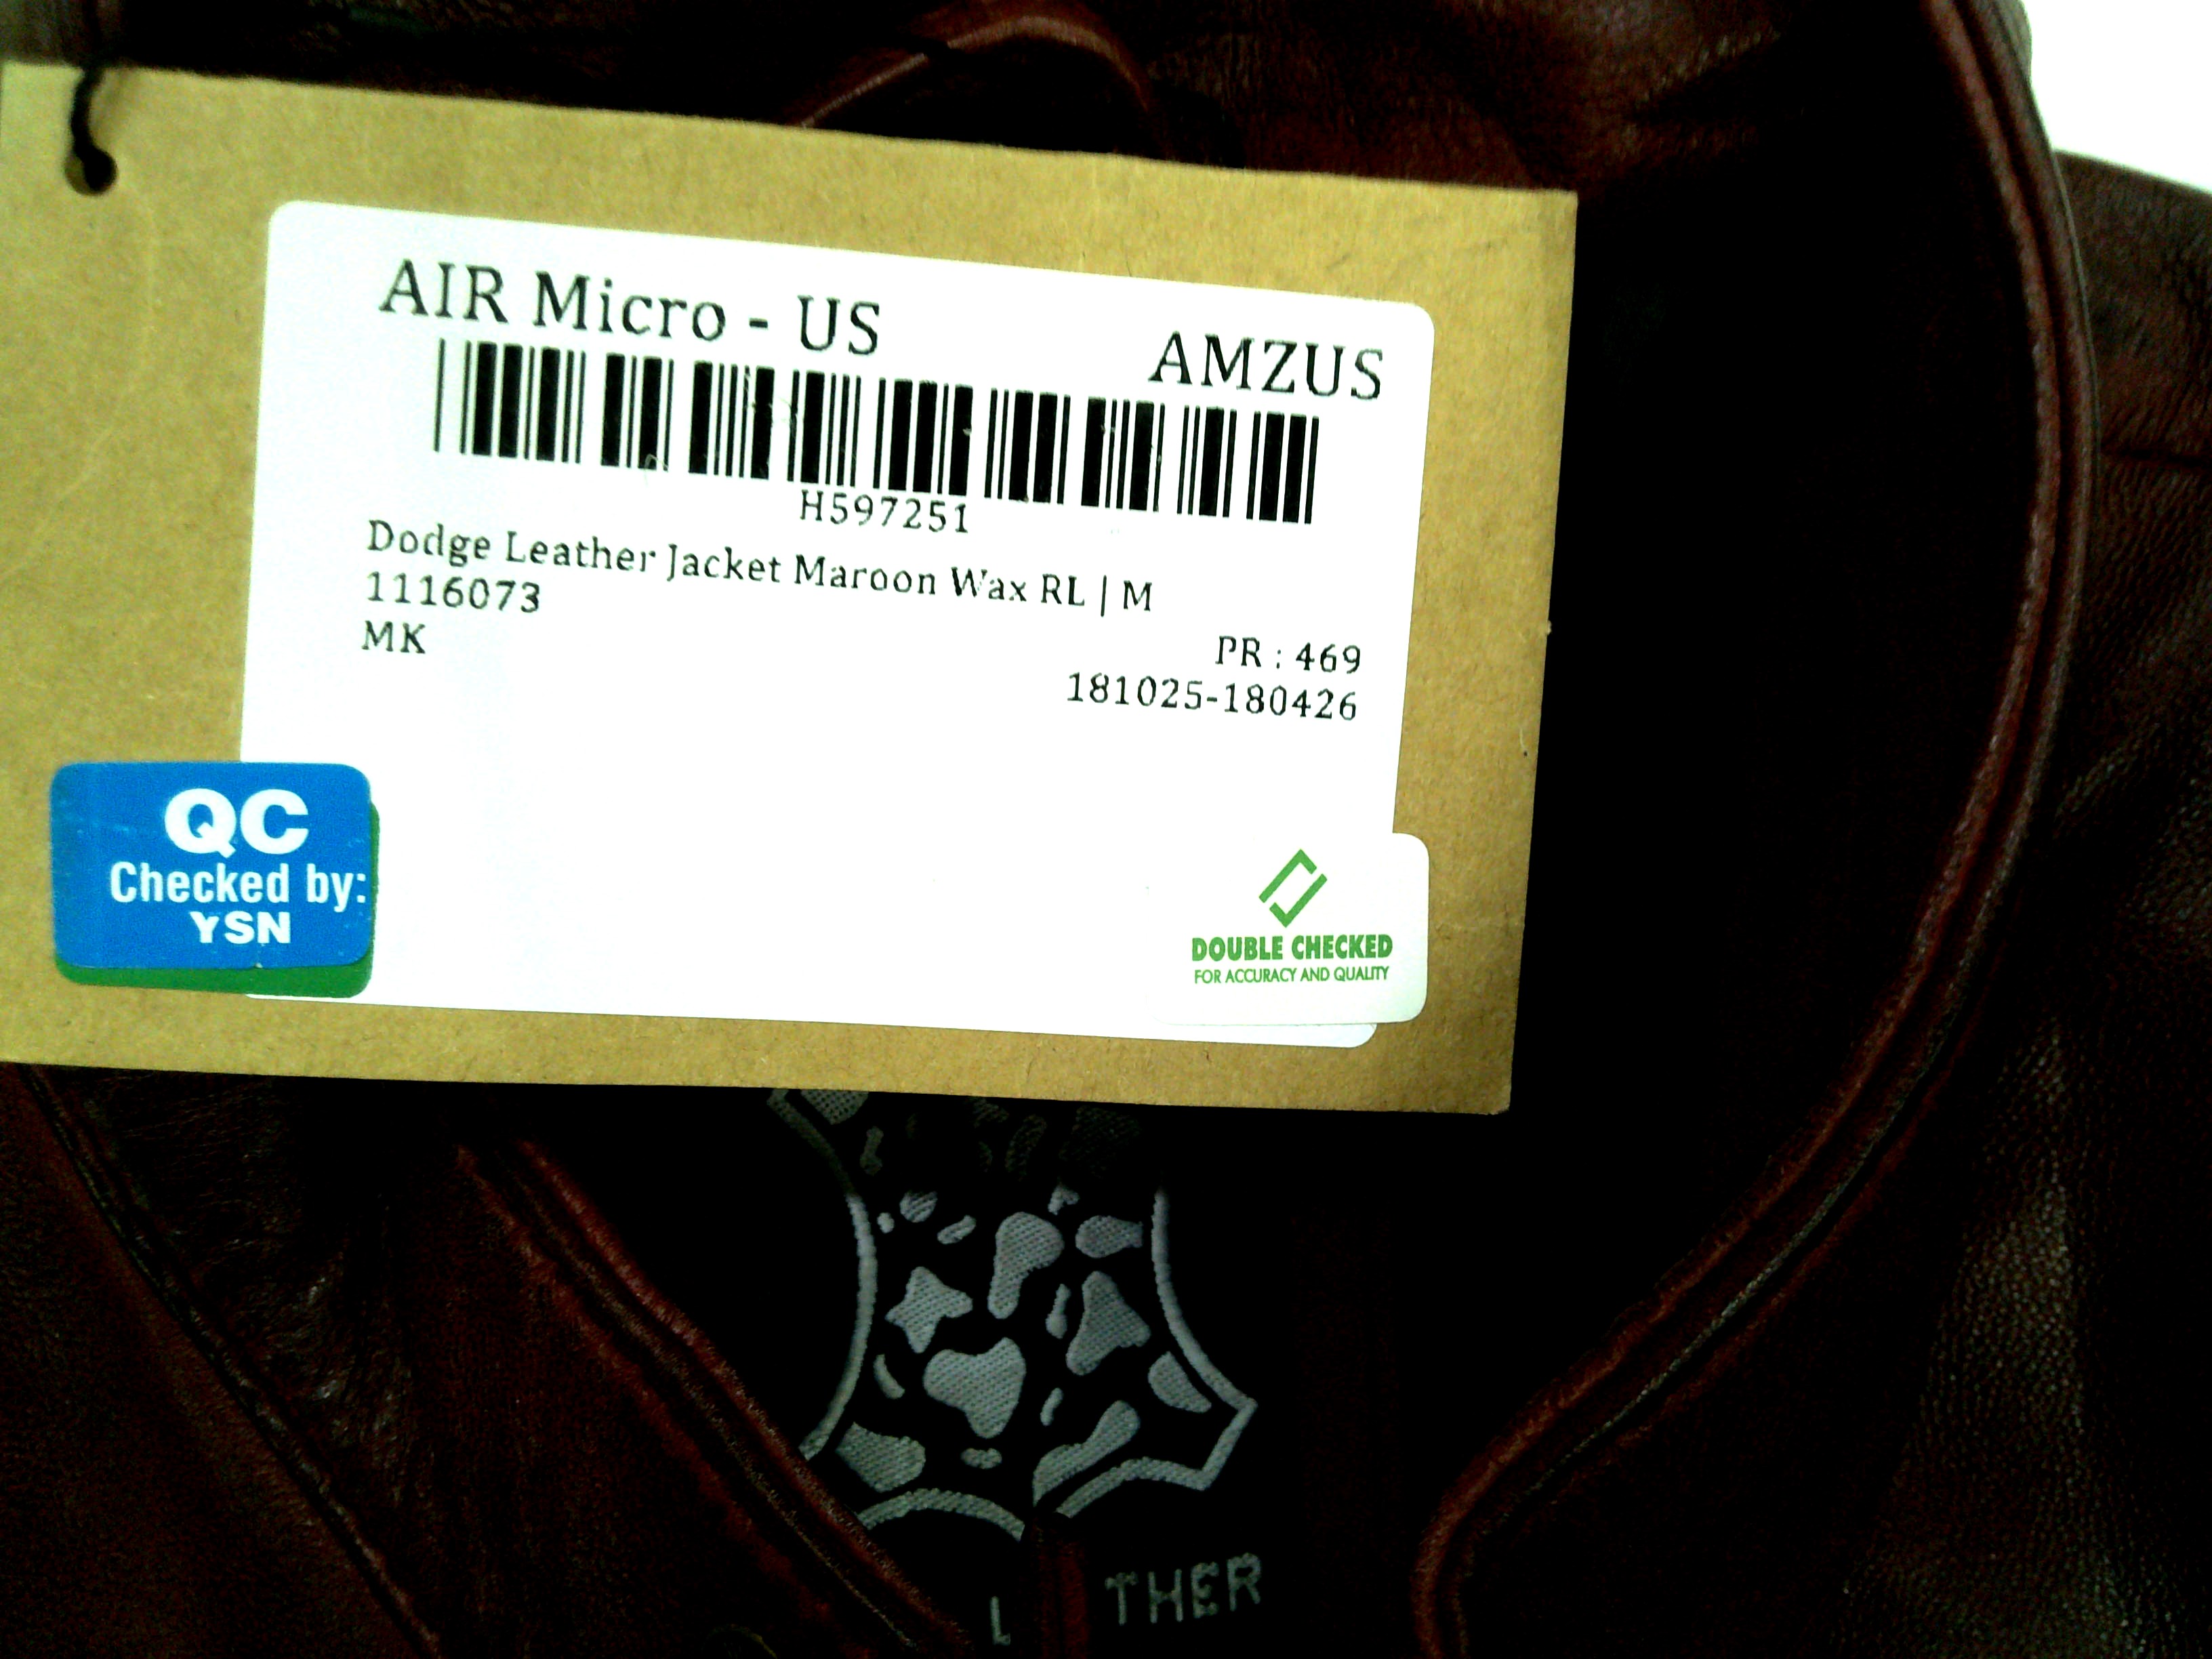 AIR Micro - US
AMZUS
H597251
Dodge Leather Jacket Maroon Wax RL | M
1116073
MK
PR : 469
181025-180426
QC
Checked by:
YSN
DOUBLE CHECKED
FOR ACCURACY AND QUALITY
L THER